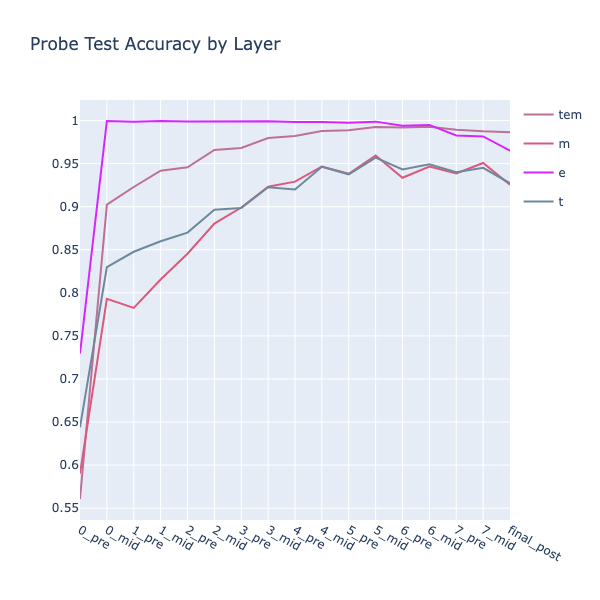 Probe Test Accuracy by Layer
1
0.95
0.9
0.85
0.8
0.75
0.7
0.65
0.6
0.55
0_pre
0_mid
1_pre
1_mid
2_pre
2_mid
3_pre
3_mid
4_pre
4_mid
5_pre
5_mid
6_pre
6_mid
7_pre
7_mid
final_post
tem
m
e
t